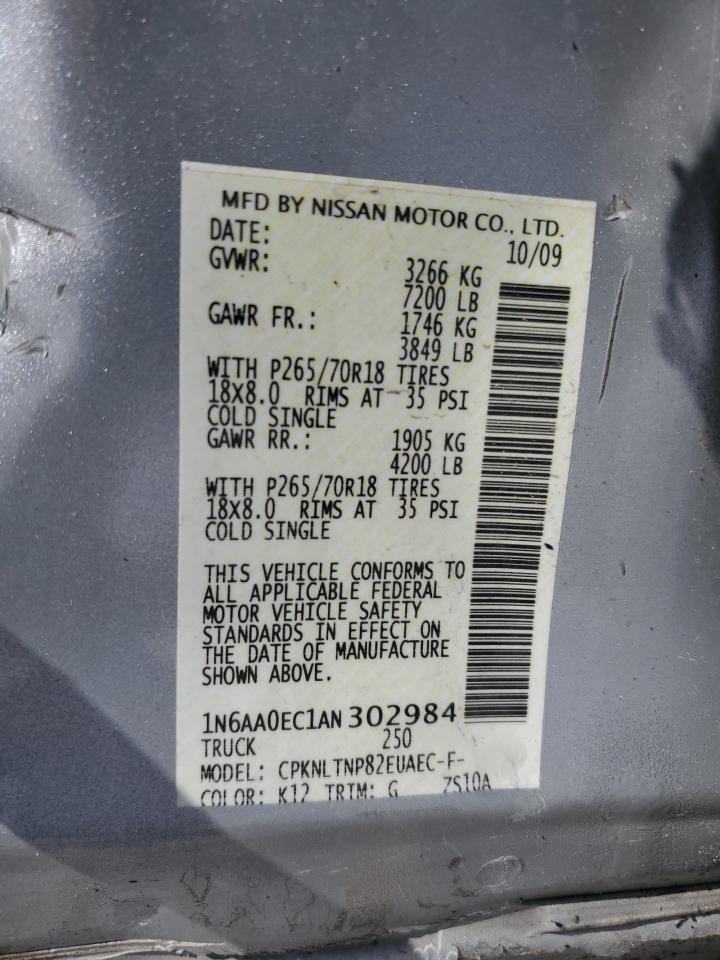 MFD BY NISSAN MOTOR CO., LTD.
DATE: 10/09
GVWR: 3266 KG
7200 LB
GAWR FR.: 1746 KG
3849 LB
WITH P265/70R18 TIRES
18X8.0 RIMS AT 35 PSI
COLD SINGLE
GAWR RR.: 1905 KG
4200 LB
WITH P265/70R18 TIRES
18X8.0 RIMS AT 35 PSI
COLD SINGLE
THIS VEHICLE CONFORMS TO
ALL APPLICABLE FEDERAL
MOTOR VEHICLE SAFETY
STANDARDS IN EFFECT ON
THE DATE OF MANUFACTURE
SHOWN ABOVE.
1N6AA0EC1AN302984
TRUCK 250
MODEL: CPKNLTNP82EUAEC-F-
COLOR: K12 TRIM: G ZS10A